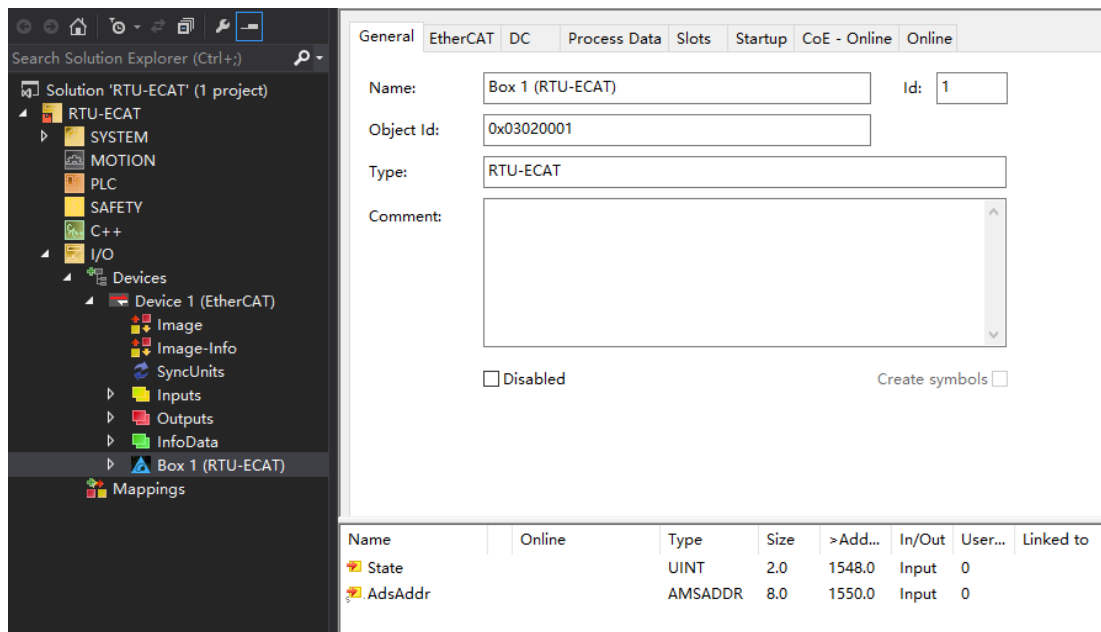 Search Solution Explorer (Ctrl+;)
Solution 'RTU-ECAT' (1 project)
RTU-ECAT
SYSTEM
MOTION
PLC
SAFETY
C++
I/O
Devices
Device 1 (EtherCAT)
Image
Image-Info
SyncUnits
Inputs
Outputs
InfoData
Box 1 (RTU-ECAT)
Mappings
General EtherCAT DC Process Data Slots Startup CoE - Online Online
Name: Box 1 (RTU-ECAT) Id: 1
Object Id: 0x03020001
Type: RTU-ECAT
Comment:
Disabled Create symbols
Name Online Type Size >Add... In/Out User... Linked to
State UINT 2.0 1548.0 Input 0
AdsAddr AMSADDR 8.0 1550.0 Input 0